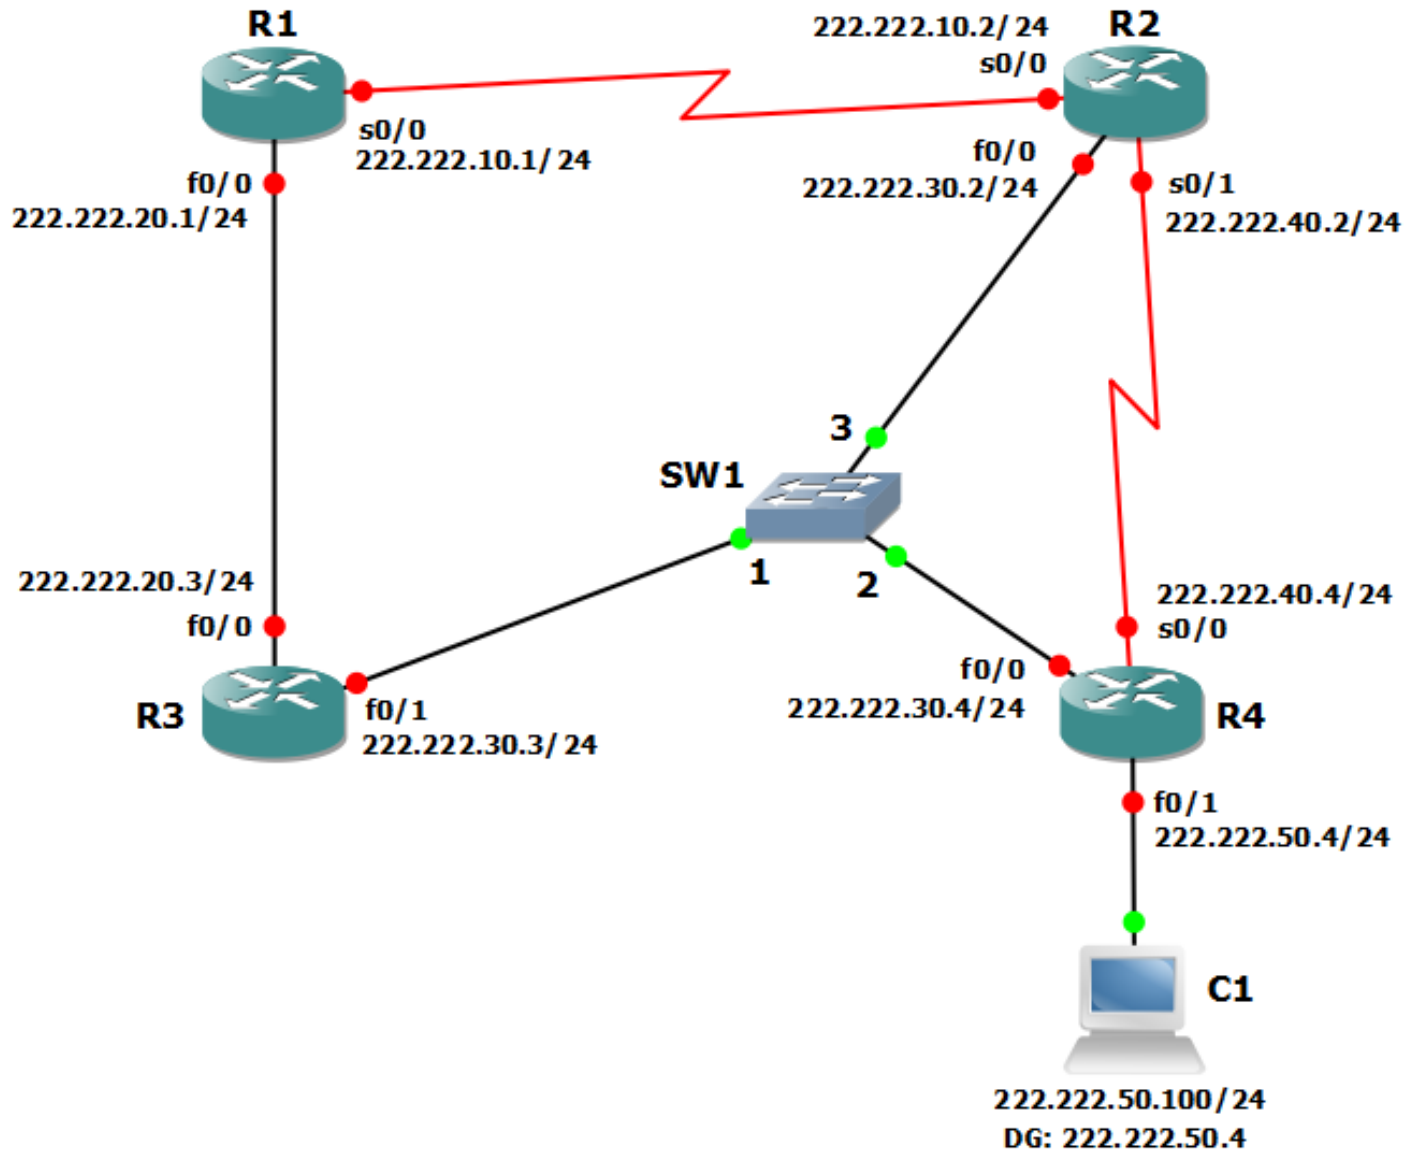 R1
222.222.10.2/24
R2
s0/0
s0/0
222.222.10.1/24
f0/0
222.222.20.1/24
f0/0
222.222.30.2/24
s0/1
222.222.40.2/24
3
SW1
1
2
222.222.20.3/24
f0/0
222.222.40.4/24
s0/0
R3
f0/1
222.222.30.3/24
f0/0
222.222.30.4/24
R4
f0/1
222.222.50.4/24
C1
222.222.50.100/24
DG: 222.222.50.4